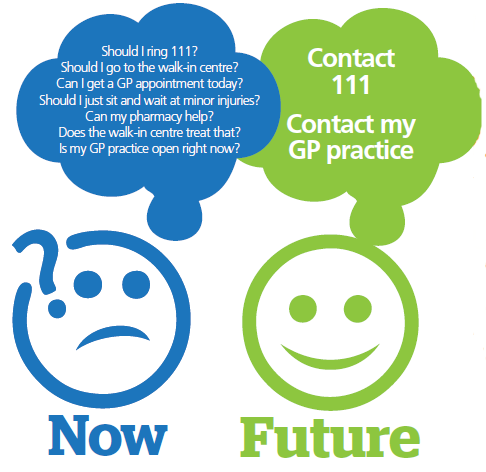 Should I ring 111?
Should I go to the walk-in centre?
Can I get a GP appointment today?
Should I just sit and wait at minor injuries?
Can my pharmacy help?
Does the walk-in centre treat that?
Is my GP practice open right now?
Contact
111
Contact my
GP practice
?
Now
Future